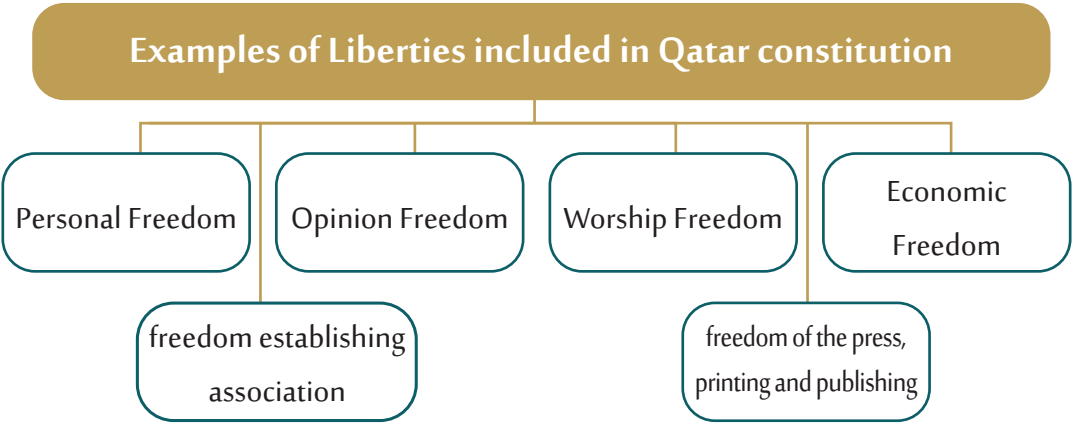 Examples of Liberties included in Qatar constitution
Personal Freedom
Opinion Freedom
Worship Freedom
Economic
Freedom
freedom establishing
association
freedom of the press,
printing and publishing